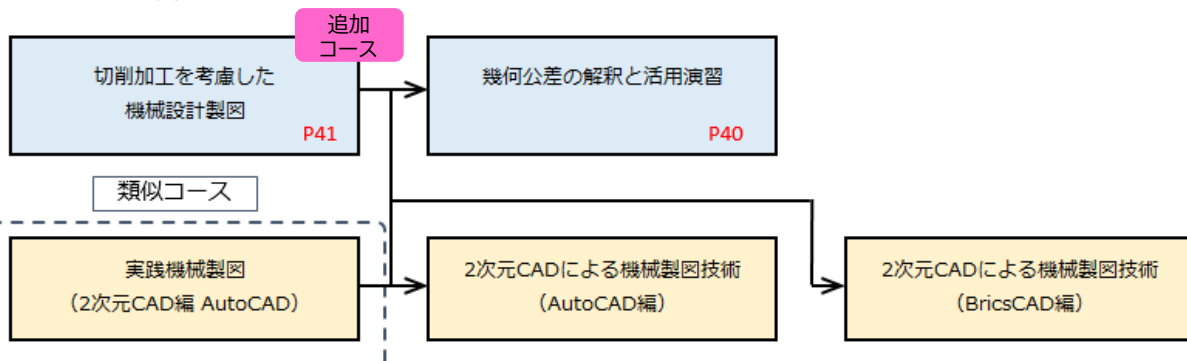 追加
コース
切削加工を考慮した
機械設計製図
P41
幾何公差の解釈と活用演習
P40
類似コース
実践機械製図
（2次元CAD編 AutoCAD）
2次元CADによる機械製図技術
（AutoCAD編）
2次元CADによる機械製図技術
（BricsCAD編）